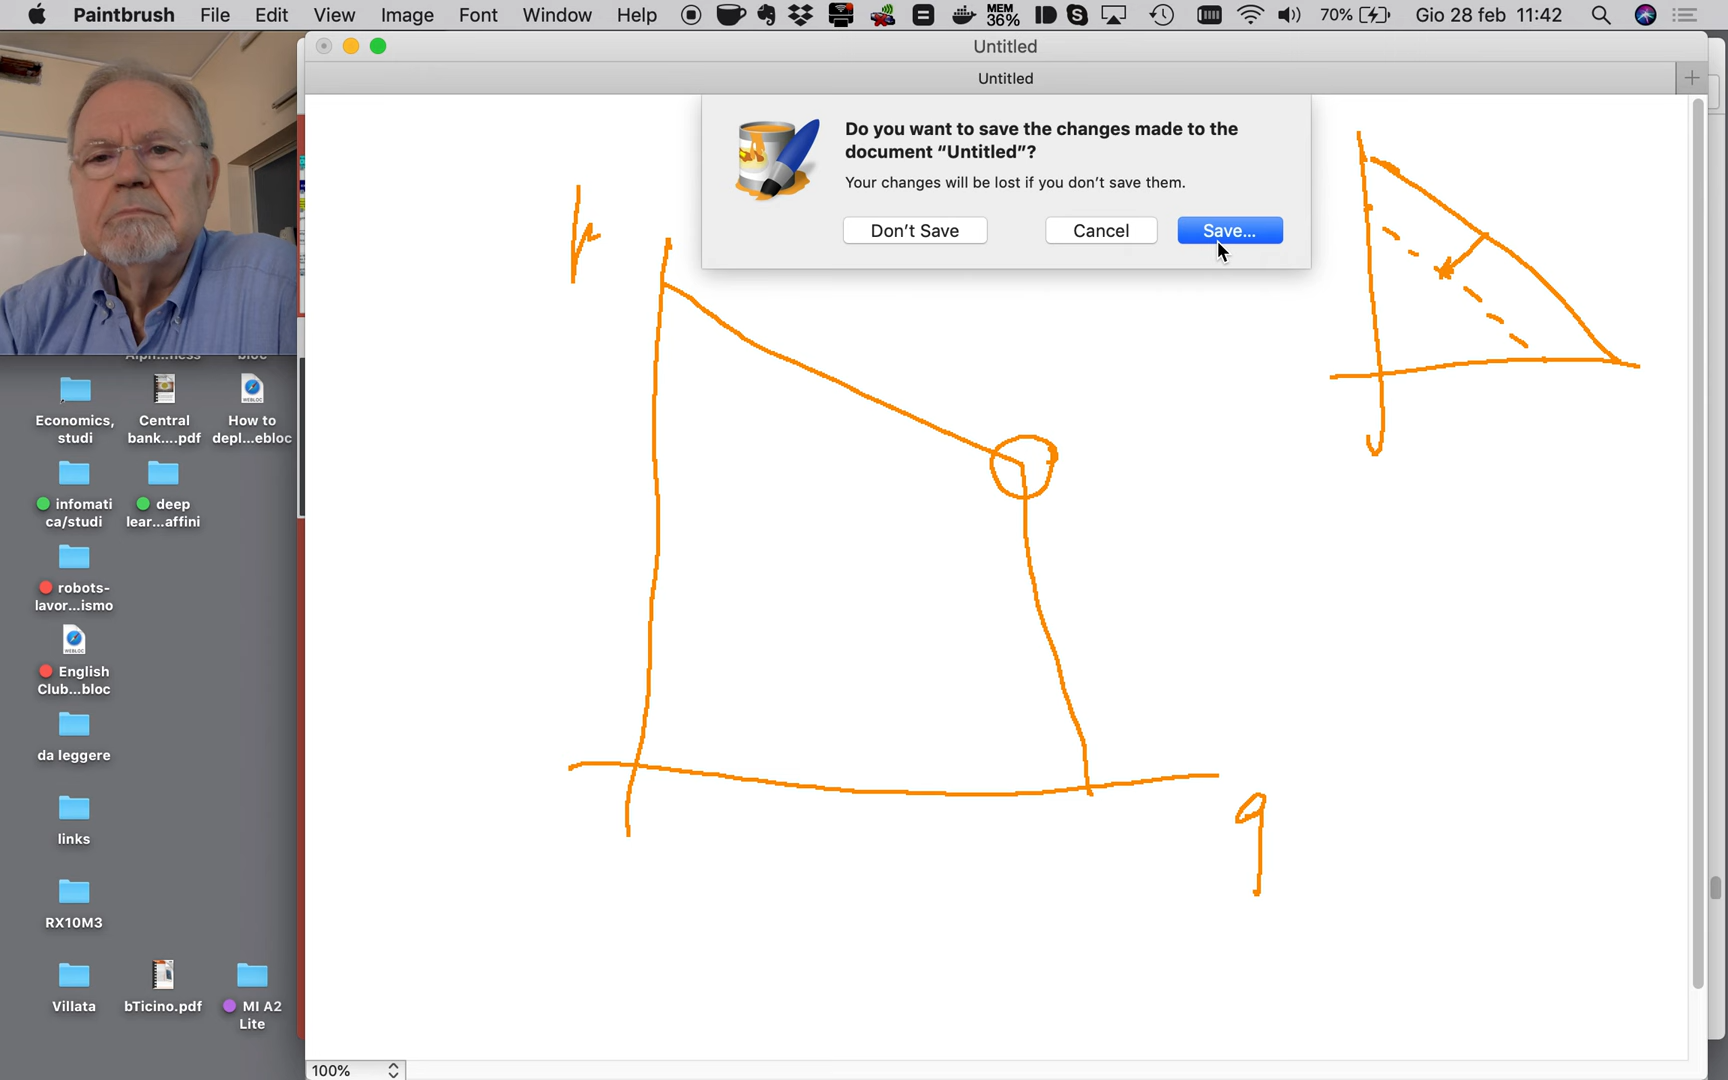 Paintbrush File Edit View Image Font Window Help MEM 36% 70% Gio 28 feb 11:42
Untitled
Untitled
Do you want to save the changes made to the
document “Untitled”?
Your changes will be lost if you don’t save them.
Don’t Save Cancel Save...
Economics, studi
Central bank....pdf
How to depl...ebloc
infomati ca/studi
deep lear...affini
robots- lavor...ismo
WEBLOC
English Club...bloc
da leggere
links
RX10M3
Villata
bTicino.pdf
MI A2 Lite
q
100%